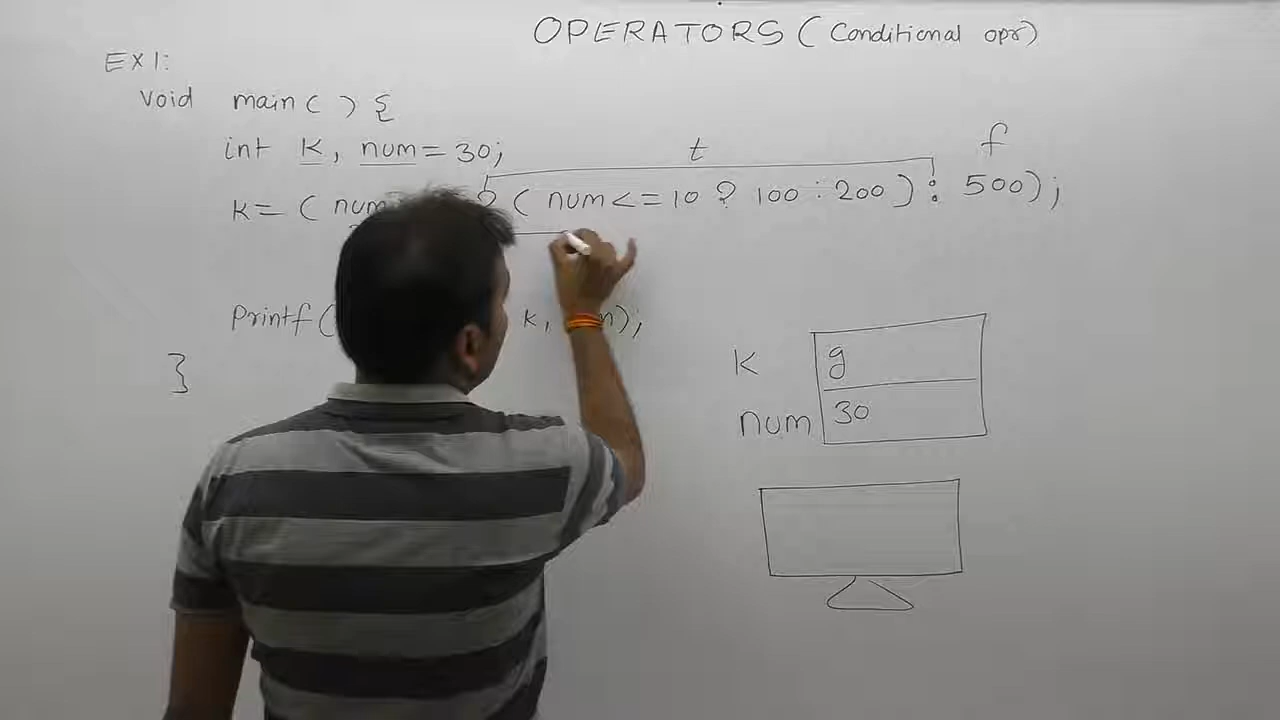 OPERATORS (Conditional opr)
EX1:
void main( ) {
int k, num = 30;
t f
k = ( num ? ( num <= 10 ? 100 : 200 ) : 500);
Printf( k, );
}
k g
num 30